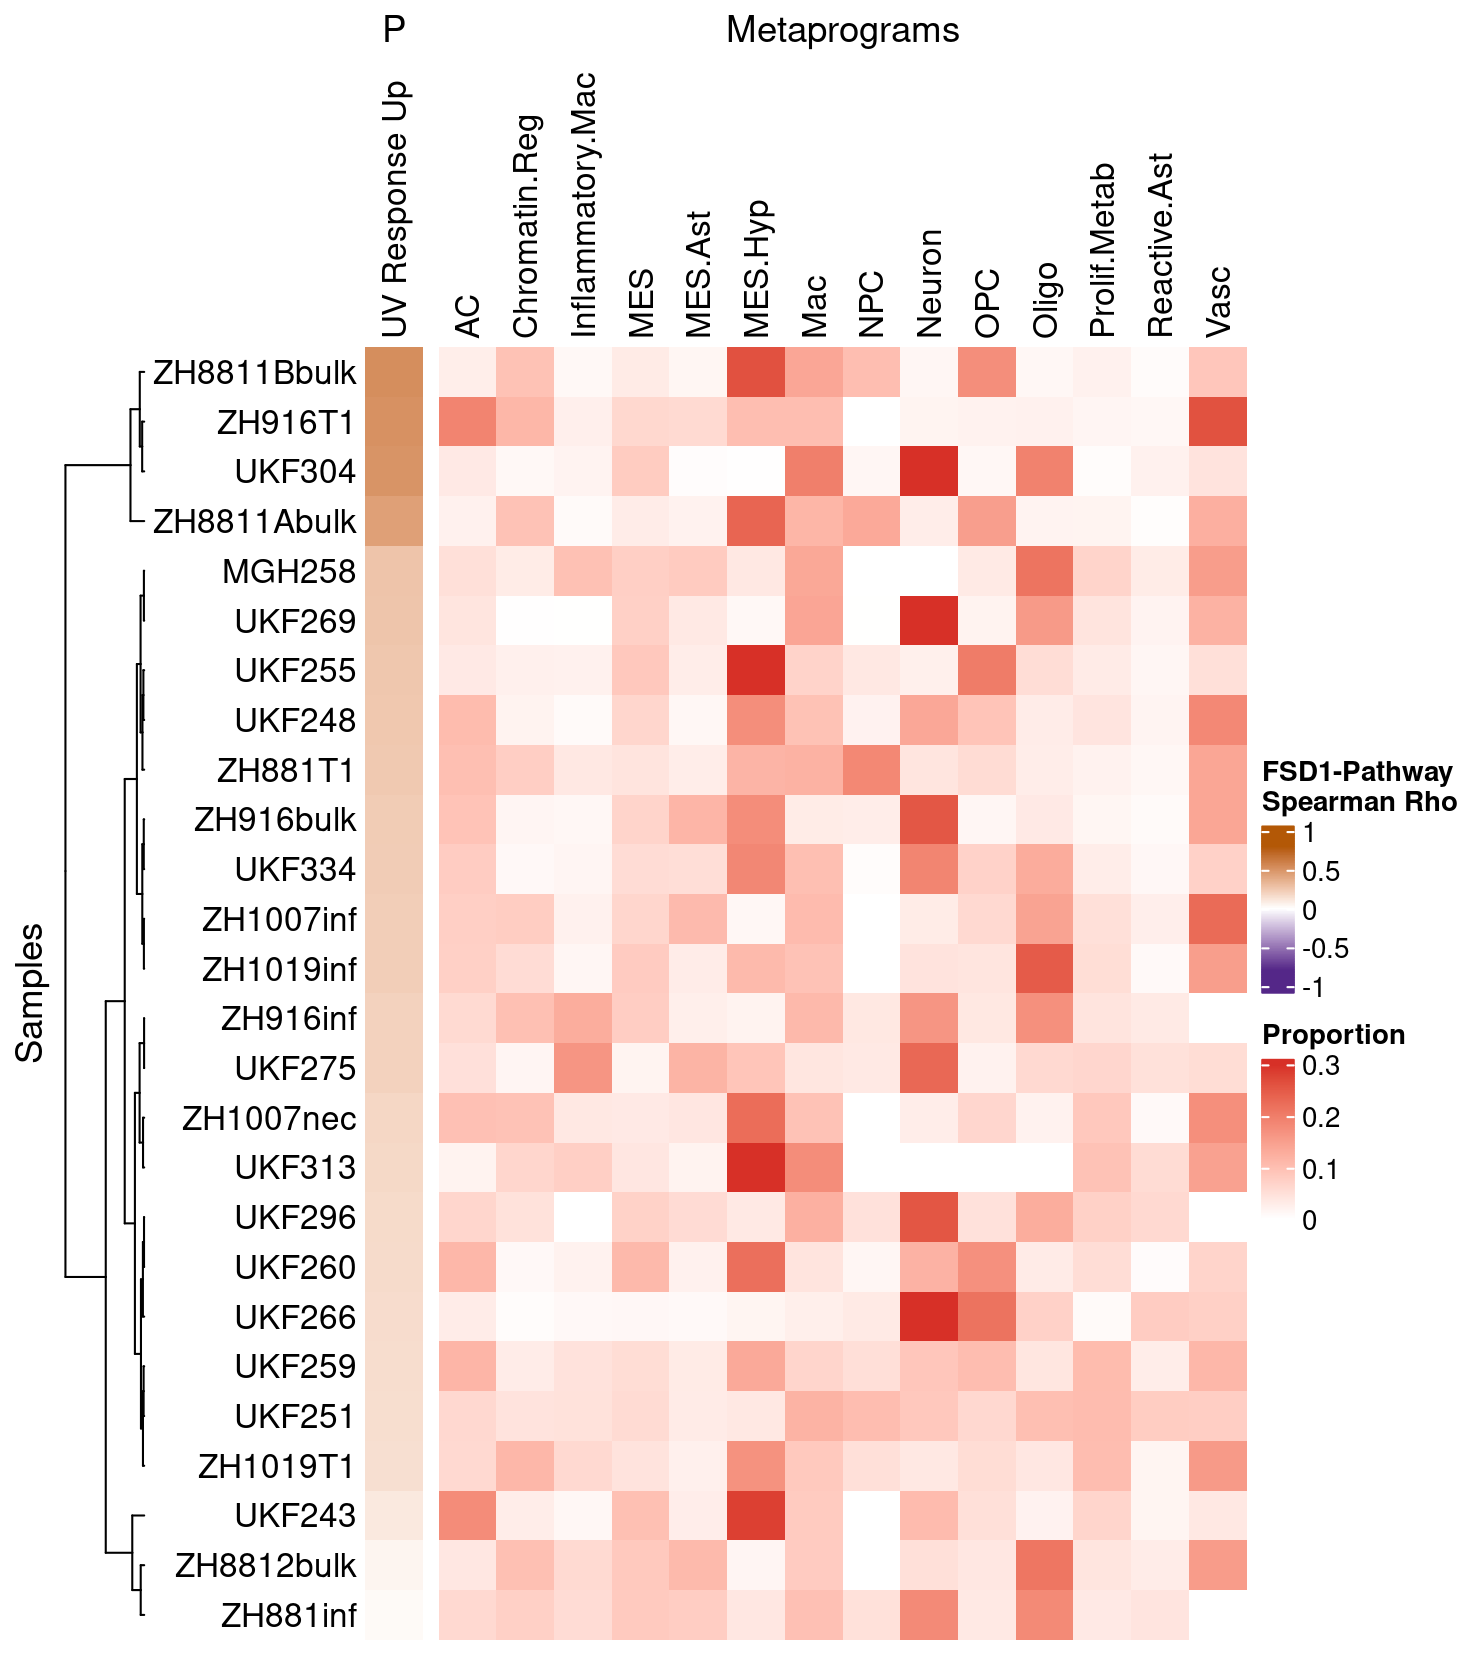 P
Metaprograms
UV Response Up
AC
Chromatin.Reg
Inflammatory.Mac
MES
MES.Ast
MES.Hyp
Mac
NPC
Neuron
OPC
Oligo
Prolif.Metab
Reactive.Ast
Vasc
Samples
ZH8811Bbulk
ZH916T1
UKF304
ZH8811Abulk
MGH258
UKF269
UKF255
UKF248
ZH881T1
ZH916bulk
UKF334
ZH1007inf
ZH1019inf
ZH916inf
UKF275
ZH1007nec
UKF313
UKF296
UKF260
UKF266
UKF259
UKF251
ZH1019T1
UKF243
ZH8812bulk
ZH881inf
FSD1-Pathway
Spearman Rho
1
0.5
0
-0.5
-1
Proportion
0.3
0.2
0.1
0